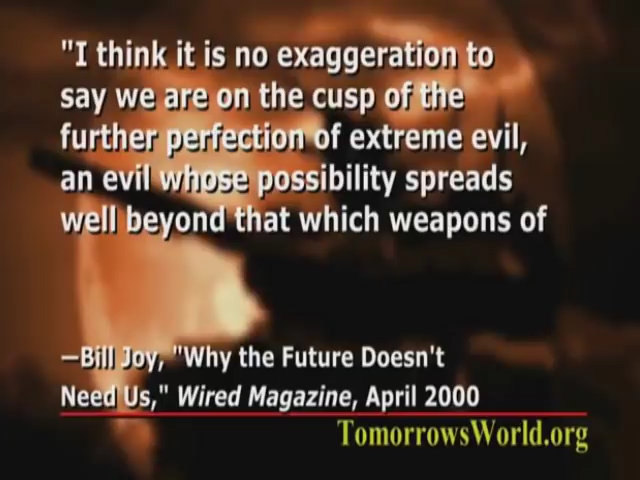 "I think it is no exaggeration to
say we are on the cusp of the
further perfection of extreme evil,
an evil whose possibility spreads
well beyond that which weapons of
—Bill Joy, "Why the Future Doesn't
Need Us," Wired Magazine, April 2000
TomorrowsWorld.org